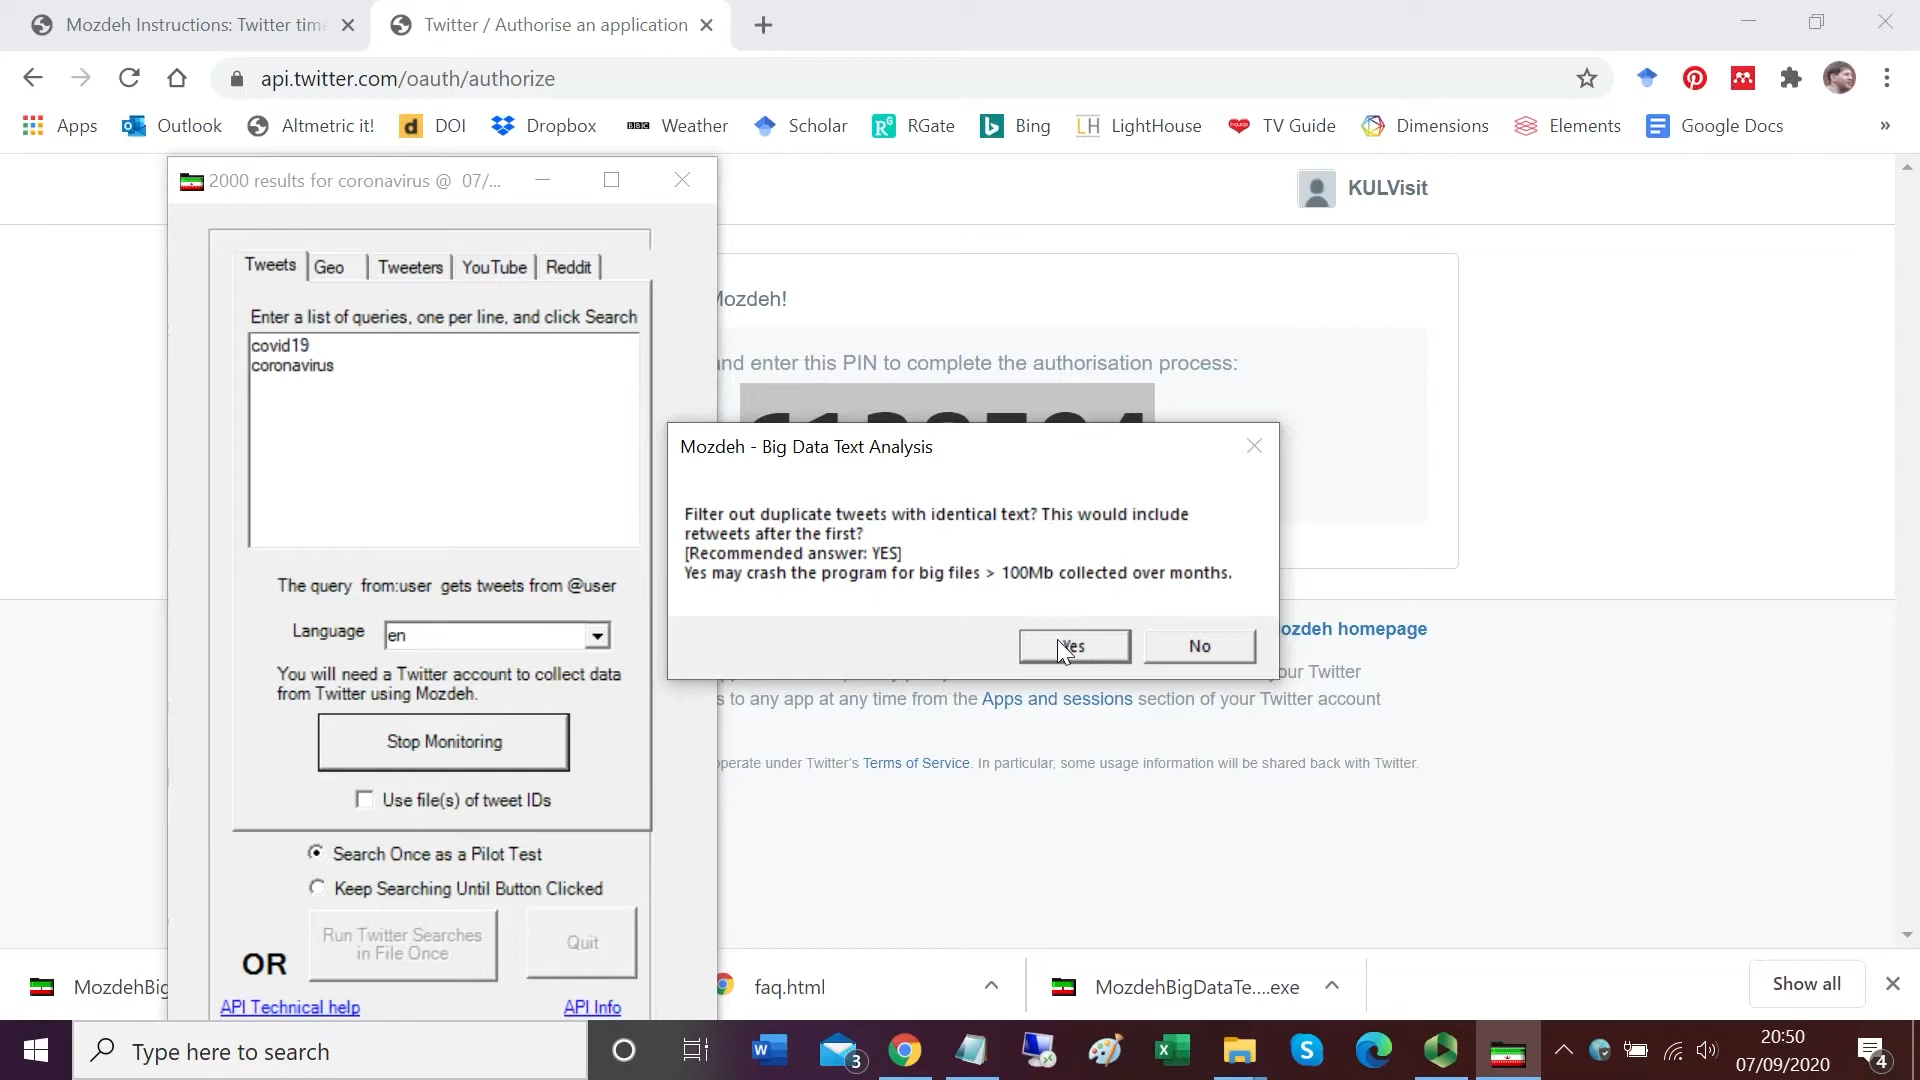 Mozdeh Instructions: Twitter tim
Twitter / Authorise an application
api.twitter.com/oauth/authorize
Apps
Outlook
Altmetric it!
DOI
Dropbox
BBC
Weather
Scholar
RGate
Bing
LightHouse
TV Guide
Dimensions
Elements
Google Docs
»
2000 results for coronavirus @ 07/...
KULVisit
Tweets
Geo
Tweeters
YouTube
Reddit
Mozdeh!
Enter a list of queries, one per line, and click Search
covid19
coronavirus
and enter this PIN to complete the authorisation process:
Mozdeh - Big Data Text Analysis
Filter out duplicate tweets with identical text? This would include
retweets after the first?
[Recommended answer: YES]
Yes may crash the program for big files > 100Mb collected over months.
Yes
No
The query from:user gets tweets from @user
Language
en
You will need a Twitter account to collect data
from Twitter using Mozdeh.
Stop Monitoring
Use file(s) of tweet IDs
ozdeh homepage
our Twitter
s to any app at any time from the Apps and sessions section of your Twitter account
operate under Twitter's Terms of Service. In particular, some usage information will be shared back with Twitter.
Search Once as a Pilot Test
Keep Searching Until Button Clicked
OR
Run Twitter Searches
in File Once
Quit
API Technical help
API Info
MozdehBig
faq.html
MozdehBigDataTe....exe
Show all
Type here to search
3
20:50
07/09/2020
4